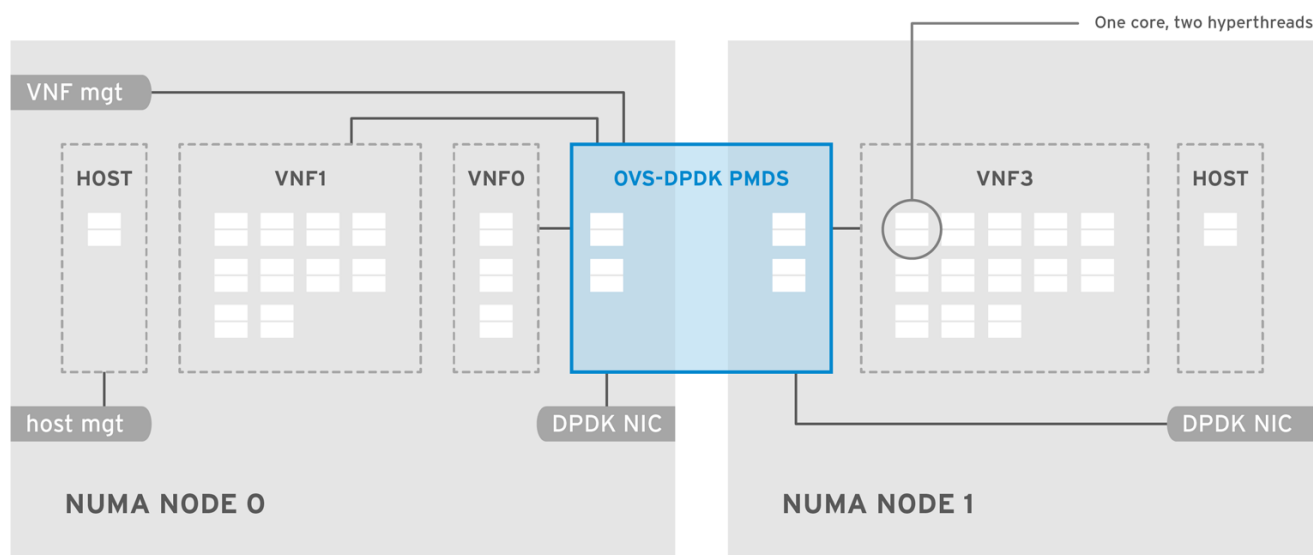 One core, two hyperthreads
VNF mgt
HOST
VNF1
VNF0
OVS-DPDK PMDS
VNF3
HOST
host mgt
DPDK NIC
DPDK NIC
NUMA NODE 0
NUMA NODE 1